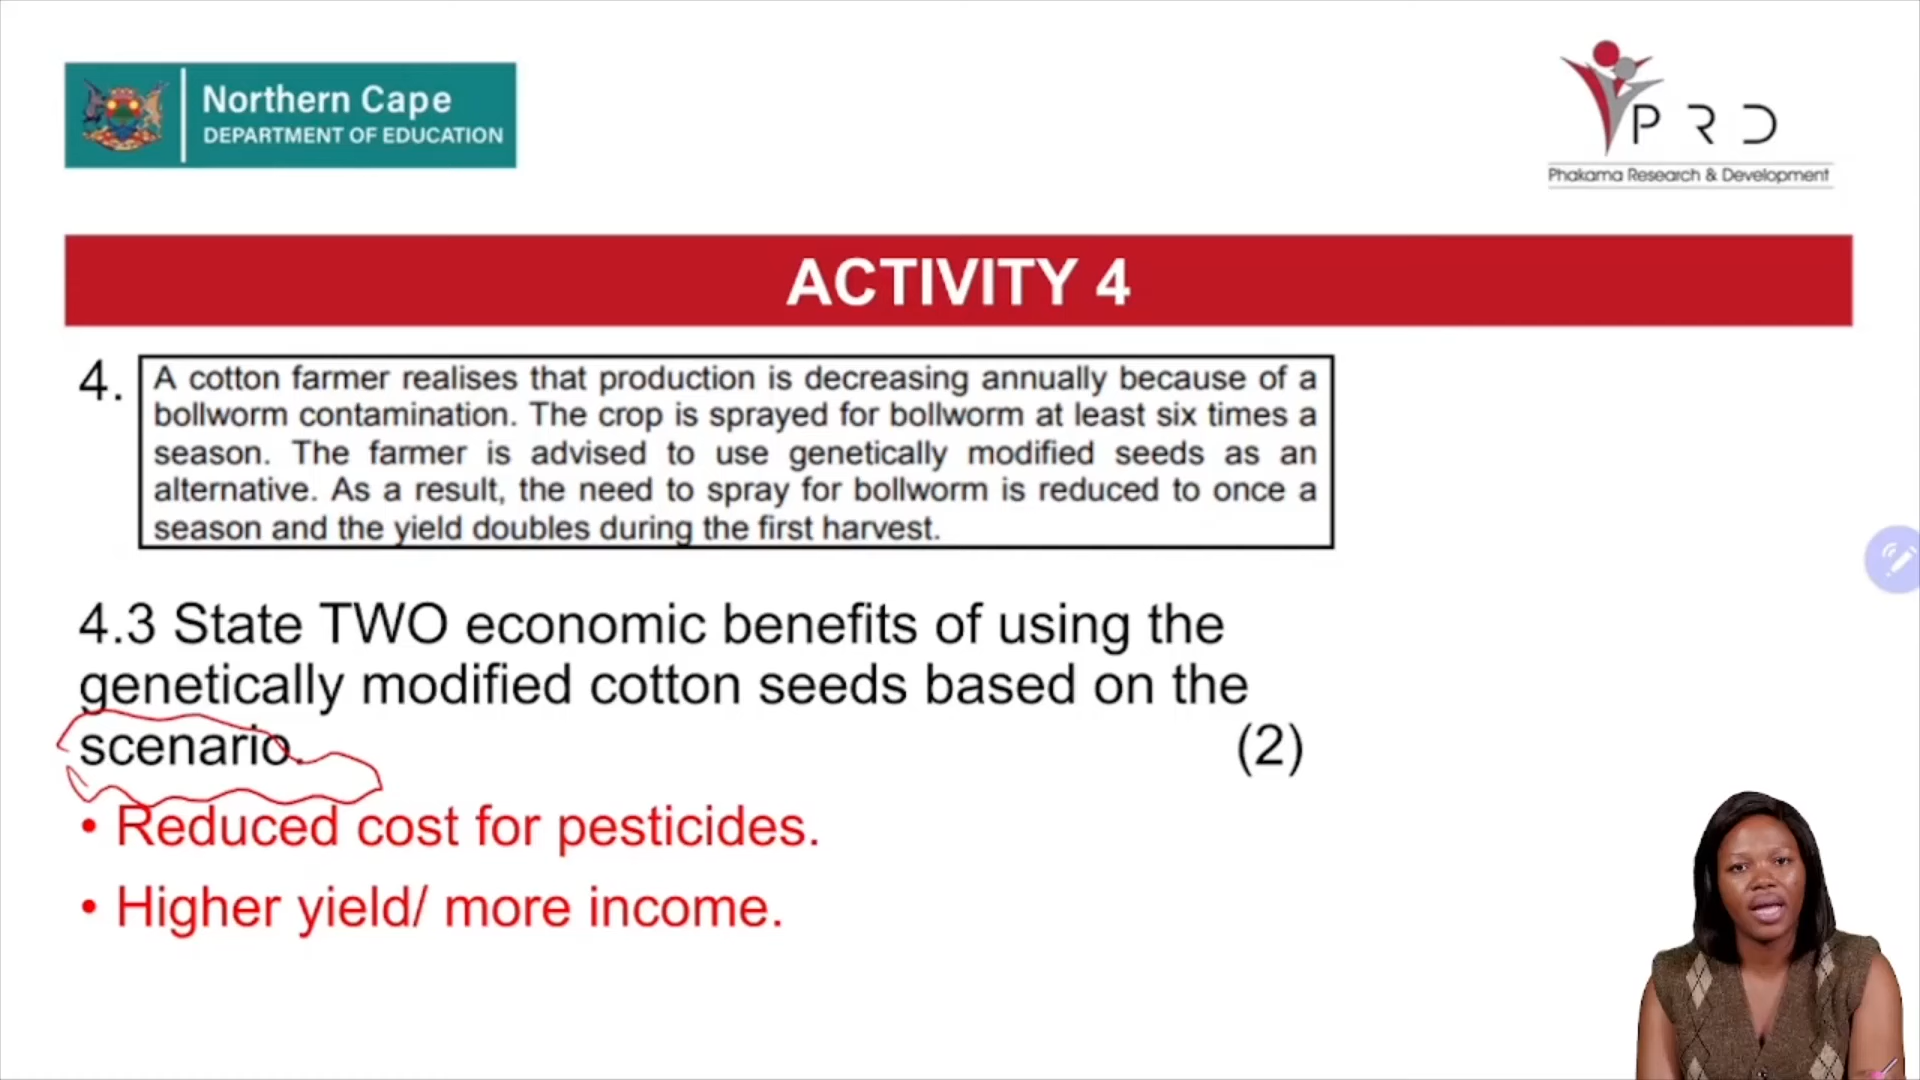 Northern Cape
DEPARTMENT OF EDUCATION
P R D
Phakama Research & Development
ACTIVITY 4
4.
A cotton farmer realises that production is decreasing annually because of a
bollworm contamination. The crop is sprayed for bollworm at least six times a
season. The farmer is advised to use genetically modified seeds as an
alternative. As a result, the need to spray for bollworm is reduced to once a
season and the yield doubles during the first harvest.
4.3 State TWO economic benefits of using the
genetically modified cotton seeds based on the
scenario. (2)
• Reduced cost for pesticides.
• Higher yield/ more income.